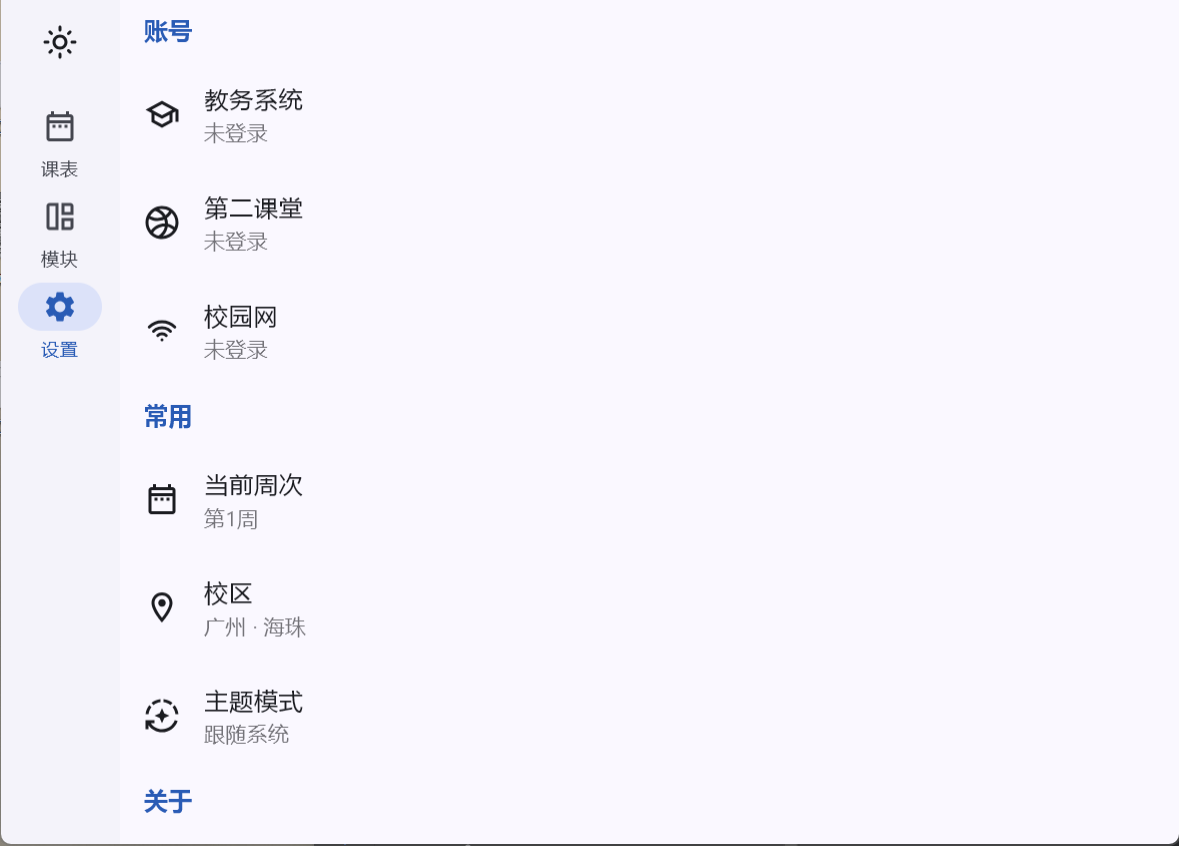 课表
模块
设置
账号
教务系统
未登录
第二课堂
未登录
校园网
未登录
常用
当前周次
第1周
校区
广州 · 海珠
主题模式
跟随系统
关于